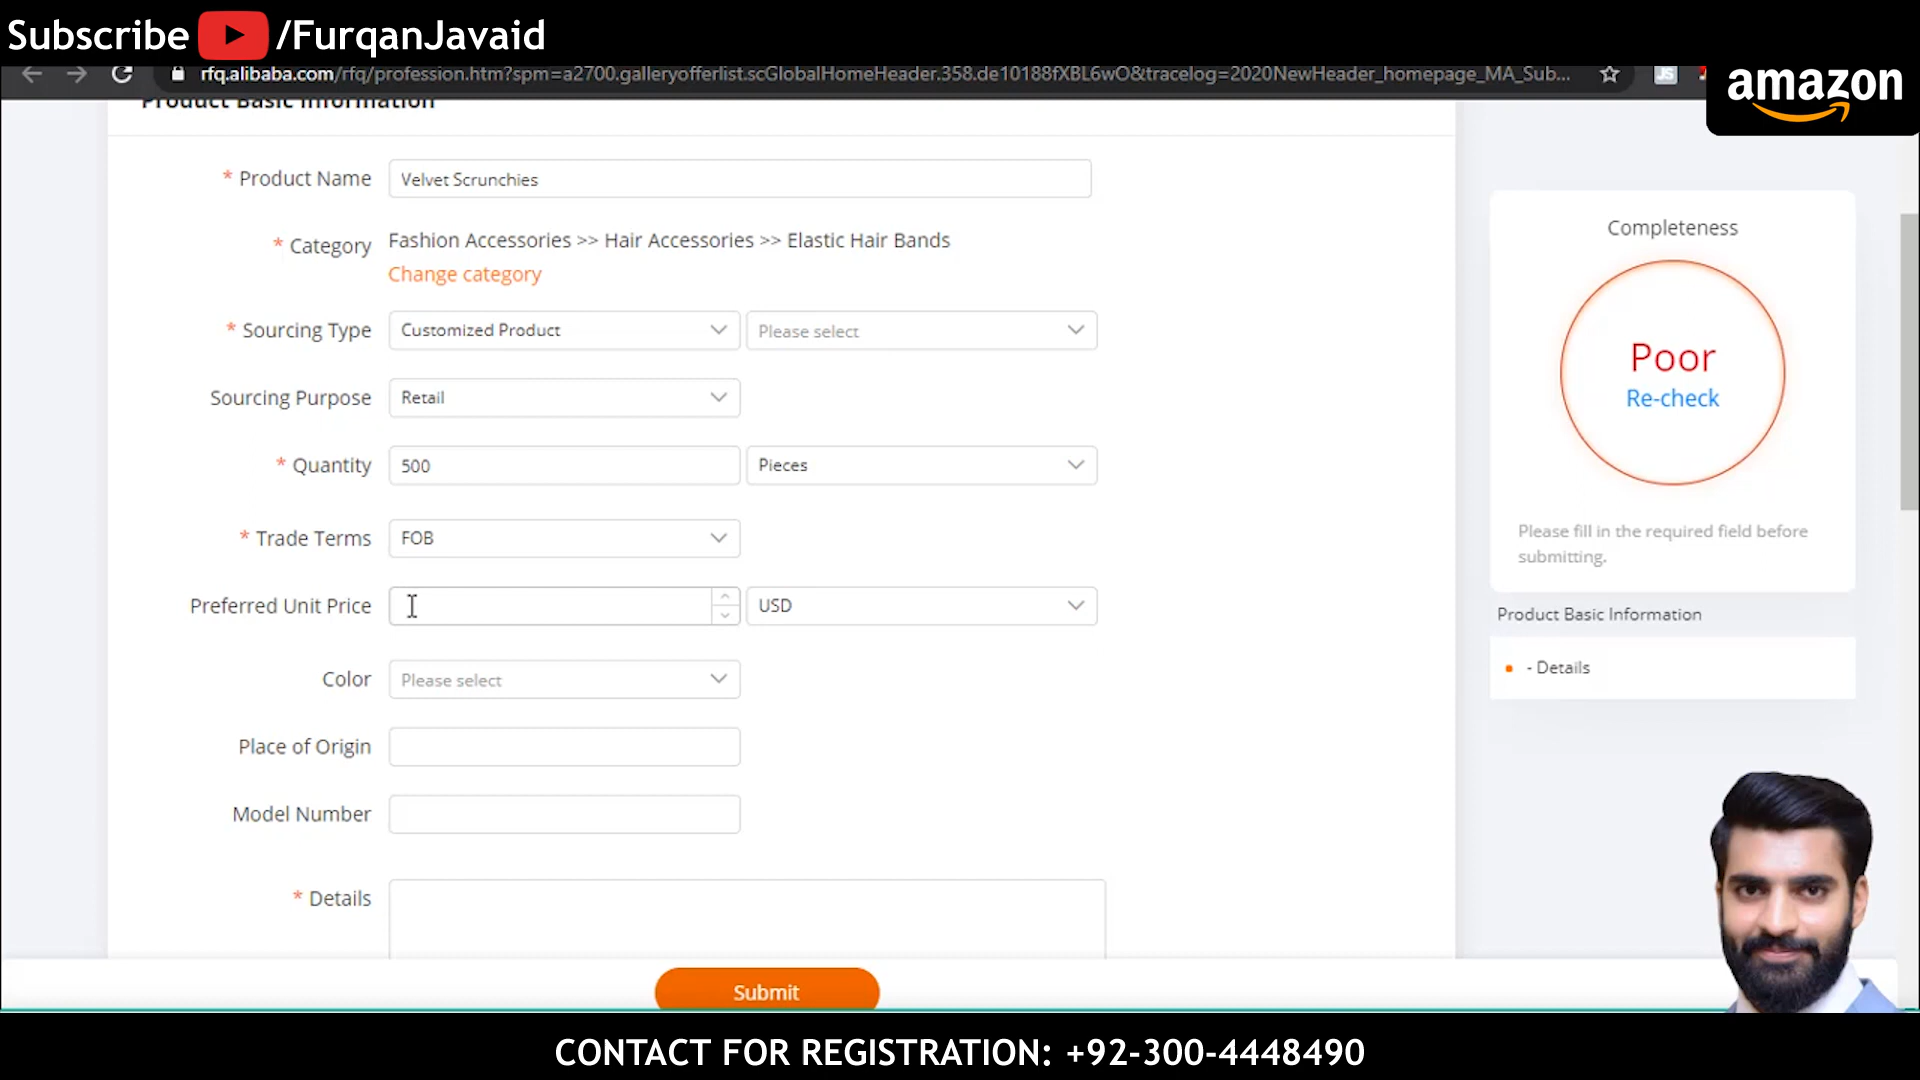 Subscribe /FurqanJavaid
rfq.alibaba.com/rfq/profession.htm?spm=a2700.galleryofferlist.scGlobalHomeHeader.358.de10188fXBL6wO&tracelog=2020NewHeader_homepage_MA_Sub...
JS
amazon
Product Basic Information
* Product Name Velvet Scrunchies
* Category Fashion Accessories >> Hair Accessories >> Elastic Hair Bands
Change category
* Sourcing Type Customized Product Please select
Sourcing Purpose Retail
* Quantity 500 Pieces
* Trade Terms FOB
Preferred Unit Price USD
Color Please select
Place of Origin
Model Number
* Details
Submit
Completeness
Poor
Re-check
Please fill in the required field before
submitting.
Product Basic Information
- Details
CONTACT FOR REGISTRATION: +92-300-4448490